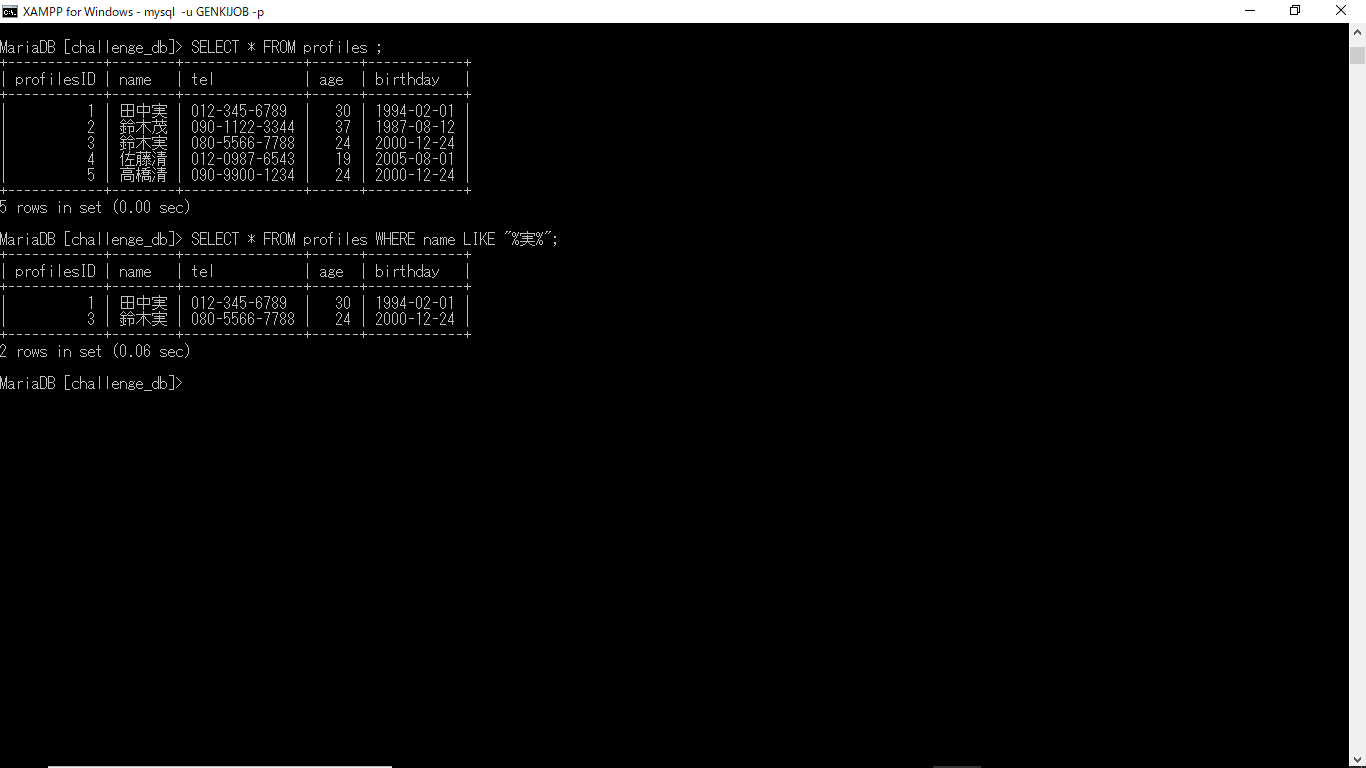 XAMPP for Windows - mysql -u GENKIJOB -p
MariaDB [challenge_db]> SELECT * FROM profiles ;
+------------+--------+---------------+------+------------+
| profilesID | name   | tel           | age  | birthday   |
+------------+--------+---------------+------+------------+
|          1 | 田中実 | 012-345-6789  |   30 | 1994-02-01 |
|          2 | 鈴木茂 | 090-1122-3344 |   37 | 1987-08-12 |
|          3 | 鈴木実 | 080-5566-7788 |   24 | 2000-12-24 |
|          4 | 佐藤清 | 012-0987-6543 |   19 | 2005-08-01 |
|          5 | 高橋清 | 090-9900-1234 |   24 | 2000-12-24 |
+------------+--------+---------------+------+------------+
5 rows in set (0.00 sec)
MariaDB [challenge_db]> SELECT * FROM profiles WHERE name LIKE "%実%";
+------------+--------+---------------+------+------------+
| profilesID | name   | tel           | age  | birthday   |
+------------+--------+---------------+------+------------+
|          1 | 田中実 | 012-345-6789  |   30 | 1994-02-01 |
|          3 | 鈴木実 | 080-5566-7788 |   24 | 2000-12-24 |
+------------+--------+---------------+------+------------+
2 rows in set (0.06 sec)
MariaDB [challenge_db]>